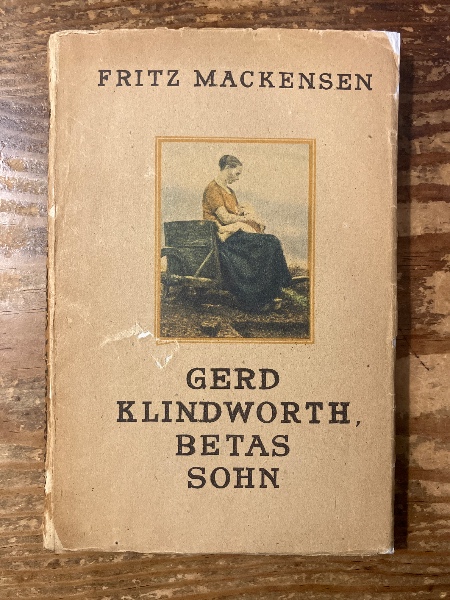 FRITZ MACKENSEN
GERD
KLINDWORTH,
BETAS
SOHN